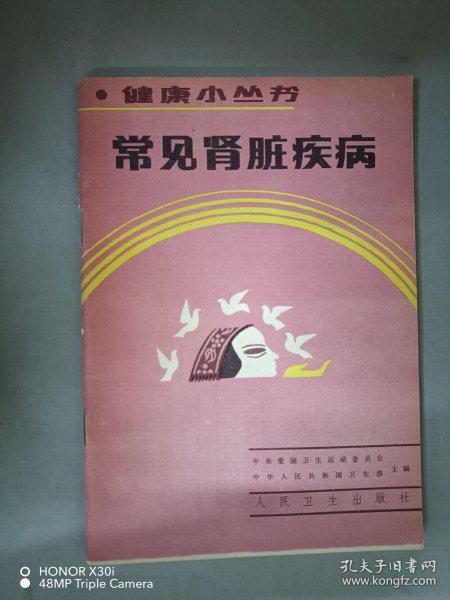 • 健康小丛书
常见肾脏疾病
中央爱国卫生运动委员会
中华人民共和国卫生部 主编
人民卫生出版社
HONOR X30i
48MP Triple Camera
孔夫子旧书网
www.kongfz.com